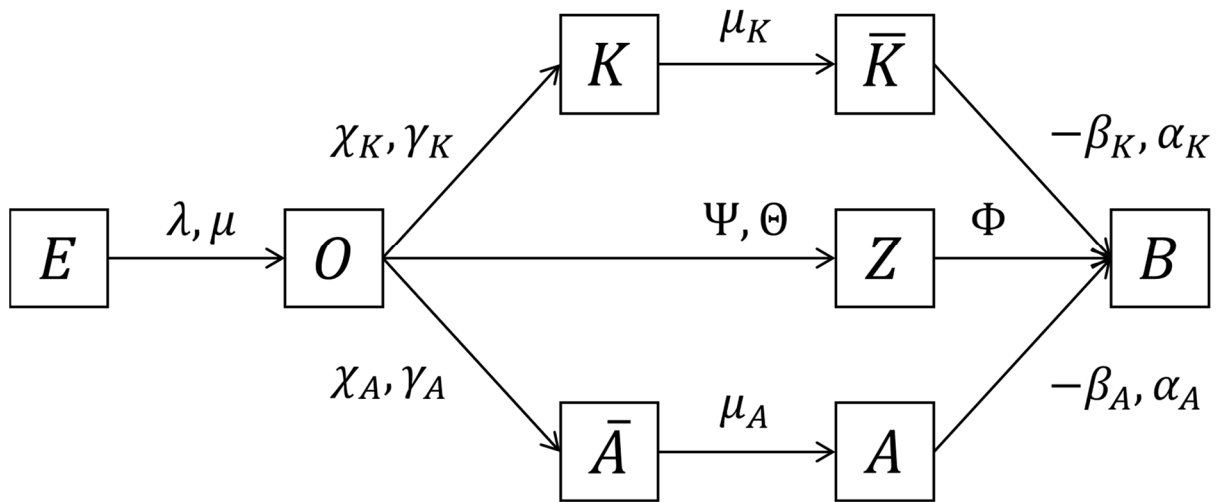 K
μ_K
K̅
χ_K, γ_K
−β_K, α_K
E
λ, μ
O
Ψ, Θ
Z
Φ
B
χ_A, γ_A
−β_A, α_A
A̅
μ_A
A